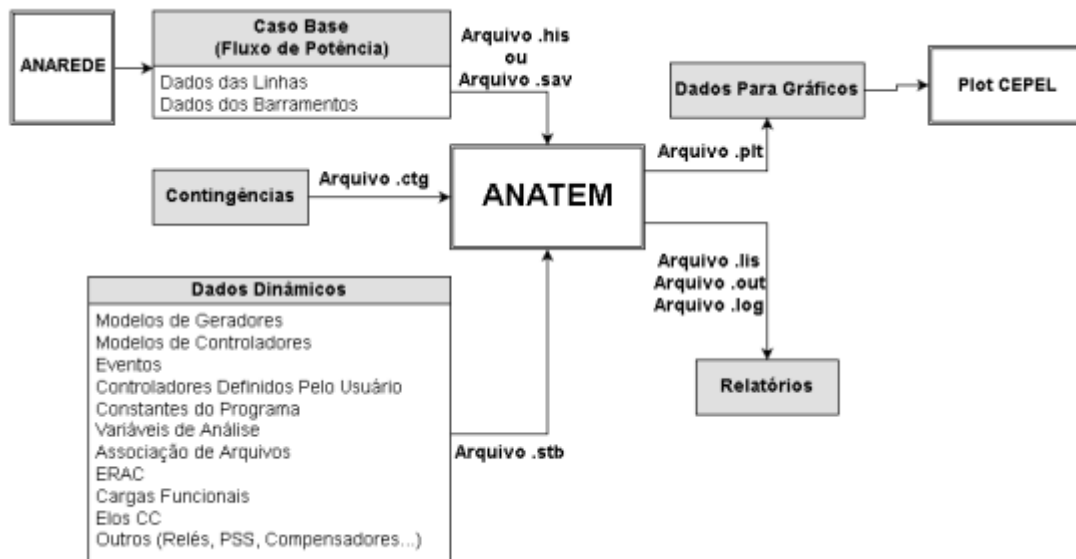 ANAREDE
Caso Base
(Fluxo de Potência)
Dados das Linhas
Dados dos Barramentos
Arquivo .his
ou
Arquivo .sav
Dados Para Gráficos
Plot CEPEL
Contingências
Arquivo .ctg
ANATEM
Arquivo .plt
Arquivo .lis
Arquivo .out
Arquivo .log
Relatórios
Dados Dinâmicos
Modelos de Geradores
Modelos de Controladores
Eventos
Controladores Definidos Pelo Usuário
Constantes do Programa
Variáveis de Análise
Associação de Arquivos
ERAC
Cargas Funcionais
Elos CC
Outros (Relés, PSS, Compensadores...)
Arquivo .stb